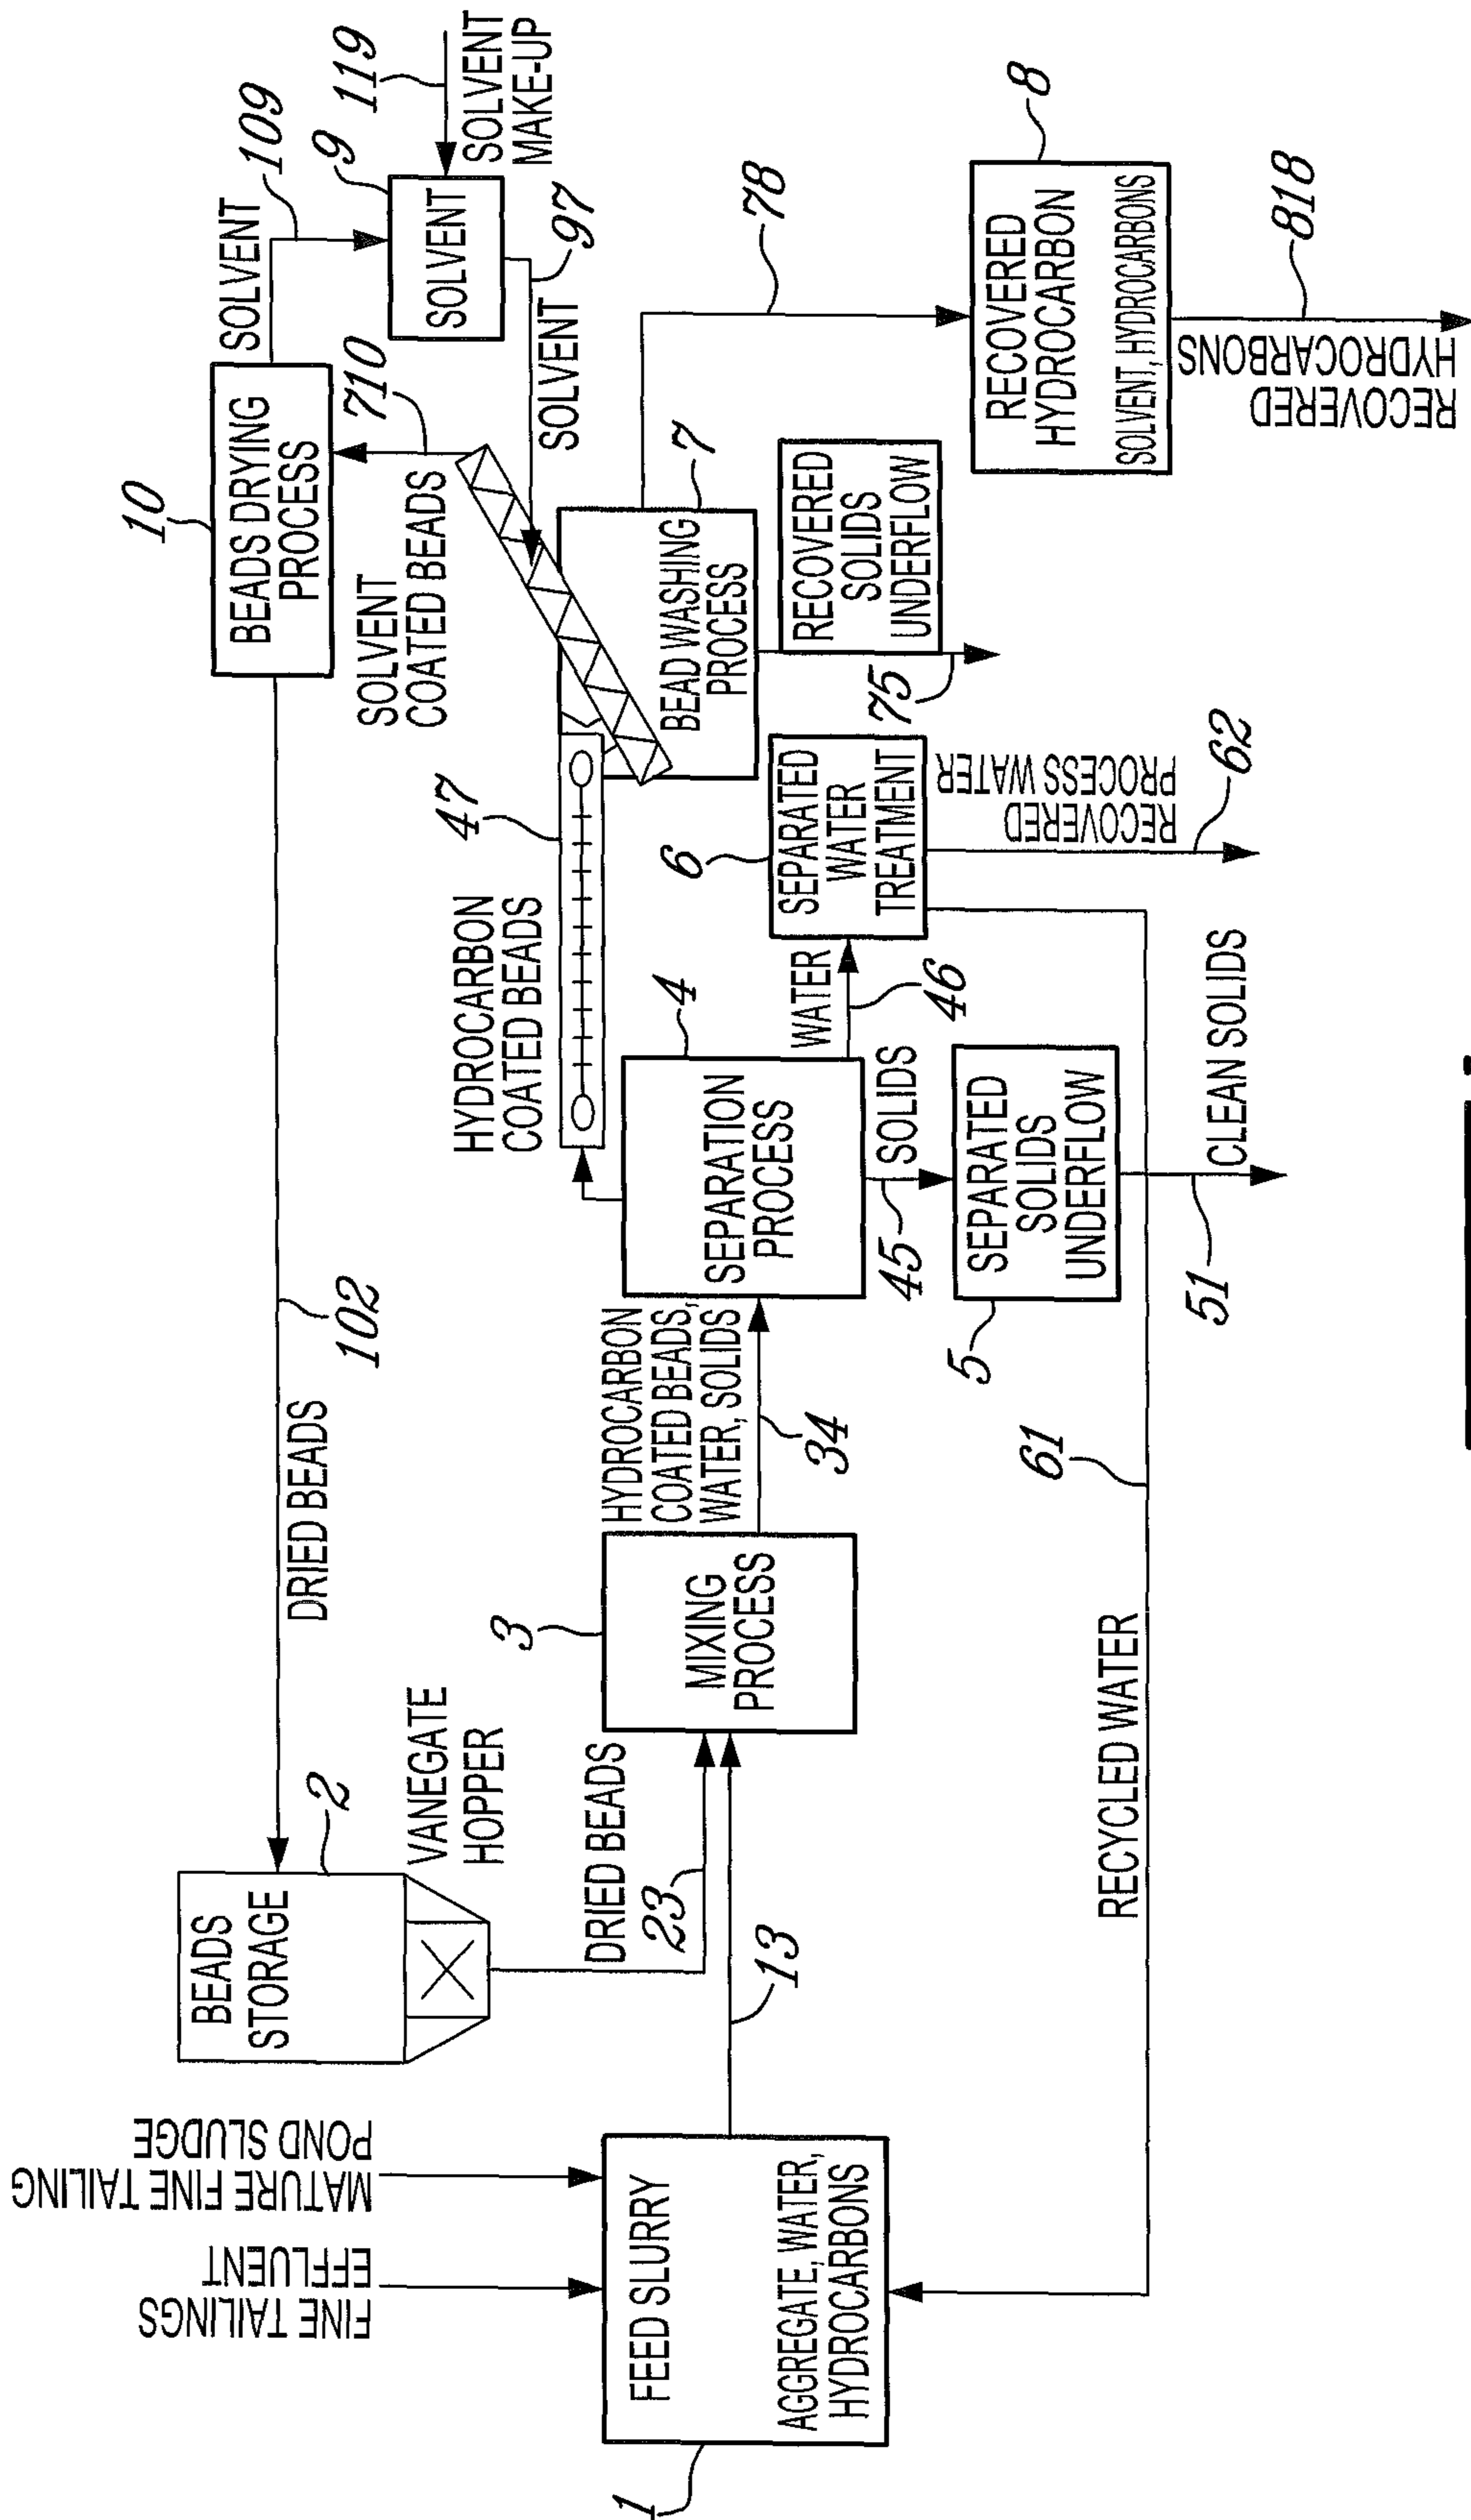 FINE TAILINGS
EFFLUENT
MATURE FINE TAILING
POND SLUDGE
1
FEED SLURRY
AGGREGATE, WATER,
HYDROCARBONS
13
BEADS
STORAGE
2
VANEGATE
HOPPER
DRIED BEADS
23
3
MIXING
PROCESS
RECYCLED WATER
61
DRIED BEADS
102
HYDROCARBON
COATED BEADS,
WATER, SOLIDS
34
SEPARATION
PROCESS
4
45
SOLIDS
5
SEPARATED
SOLIDS
UNDERFLOW
51
CLEAN SOLIDS
WATER
46
HYDROCARBON
COATED BEADS
47
6
SEPARATED
WATER
TREATMENT
RECOVERED
PROCESS WATER
62
10
BEADS DRYING
PROCESS
SOLVENT
COATED BEADS
710
BEAD WASHING
PROCESS
7
75
RECOVERED
SOLIDS
UNDERFLOW
SOLVENT
109
9
SOLVENT
119
SOLVENT
MAKE-UP
97
SOLVENT
78
8
RECOVERED
HYDROCARBON
SOLVENT, HYDROCARBONS
RECOVERED
HYDROCARBONS
818